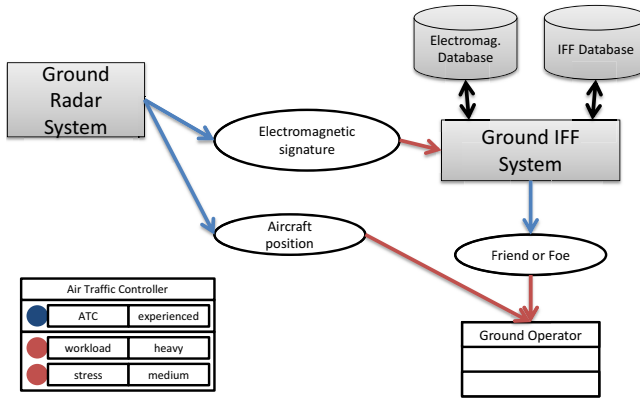 Electromag.
Database
IFF Database
Ground
Radar
System
Electromagnetic
signature
Ground IFF
System
Aircraft
position
Friend or Foe
Air Traffic Controller
ATC experienced
workload heavy
stress medium
Ground Operator